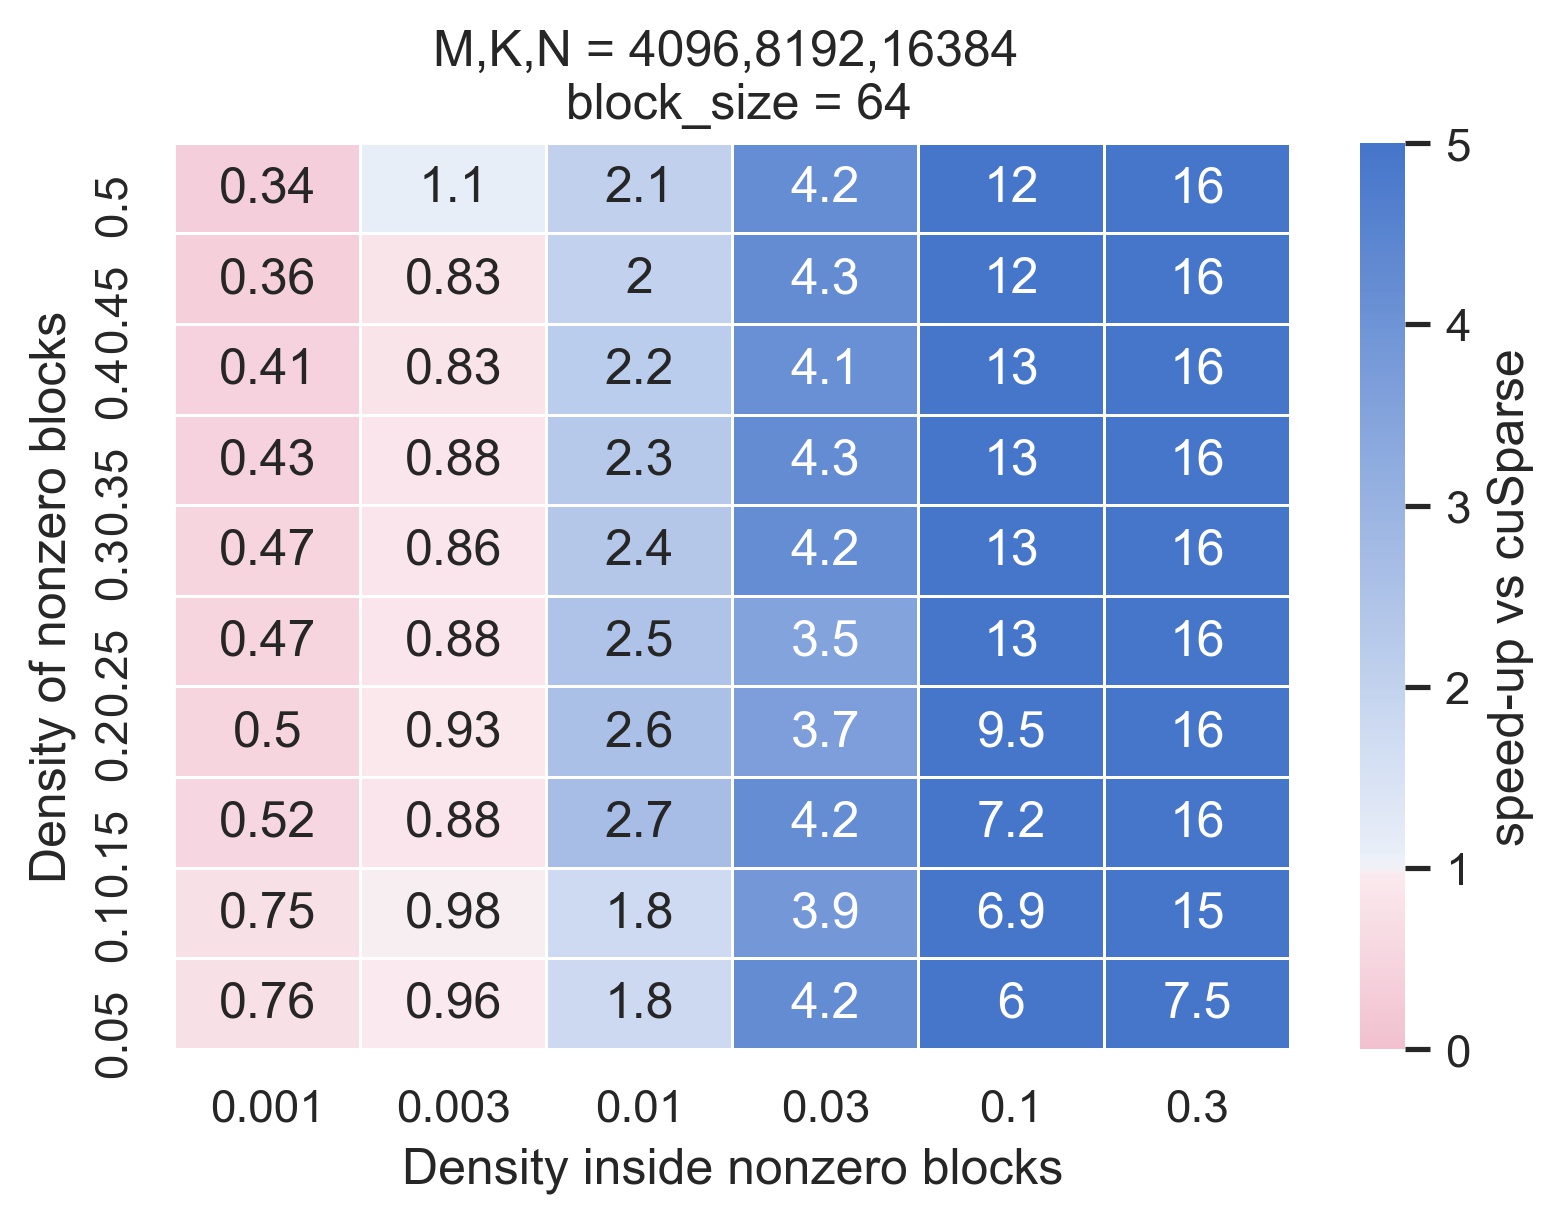 M,K,N = 4096,8192,16384
block_size = 64
Density of nonzero blocks
0.5 0.34 1.1 2.1 4.2 12 16
0.45 0.36 0.83 2 4.3 12 16
0.4 0.41 0.83 2.2 4.1 13 16
0.35 0.43 0.88 2.3 4.3 13 16
0.3 0.47 0.86 2.4 4.2 13 16
0.25 0.47 0.88 2.5 3.5 13 16
0.2 0.5 0.93 2.6 3.7 9.5 16
0.15 0.52 0.88 2.7 4.2 7.2 16
0.1 0.75 0.98 1.8 3.9 6.9 15
0.05 0.76 0.96 1.8 4.2 6 7.5
0.001 0.003 0.01 0.03 0.1 0.3
Density inside nonzero blocks
5
4
3
2
1
0
speed-up vs cuSparse